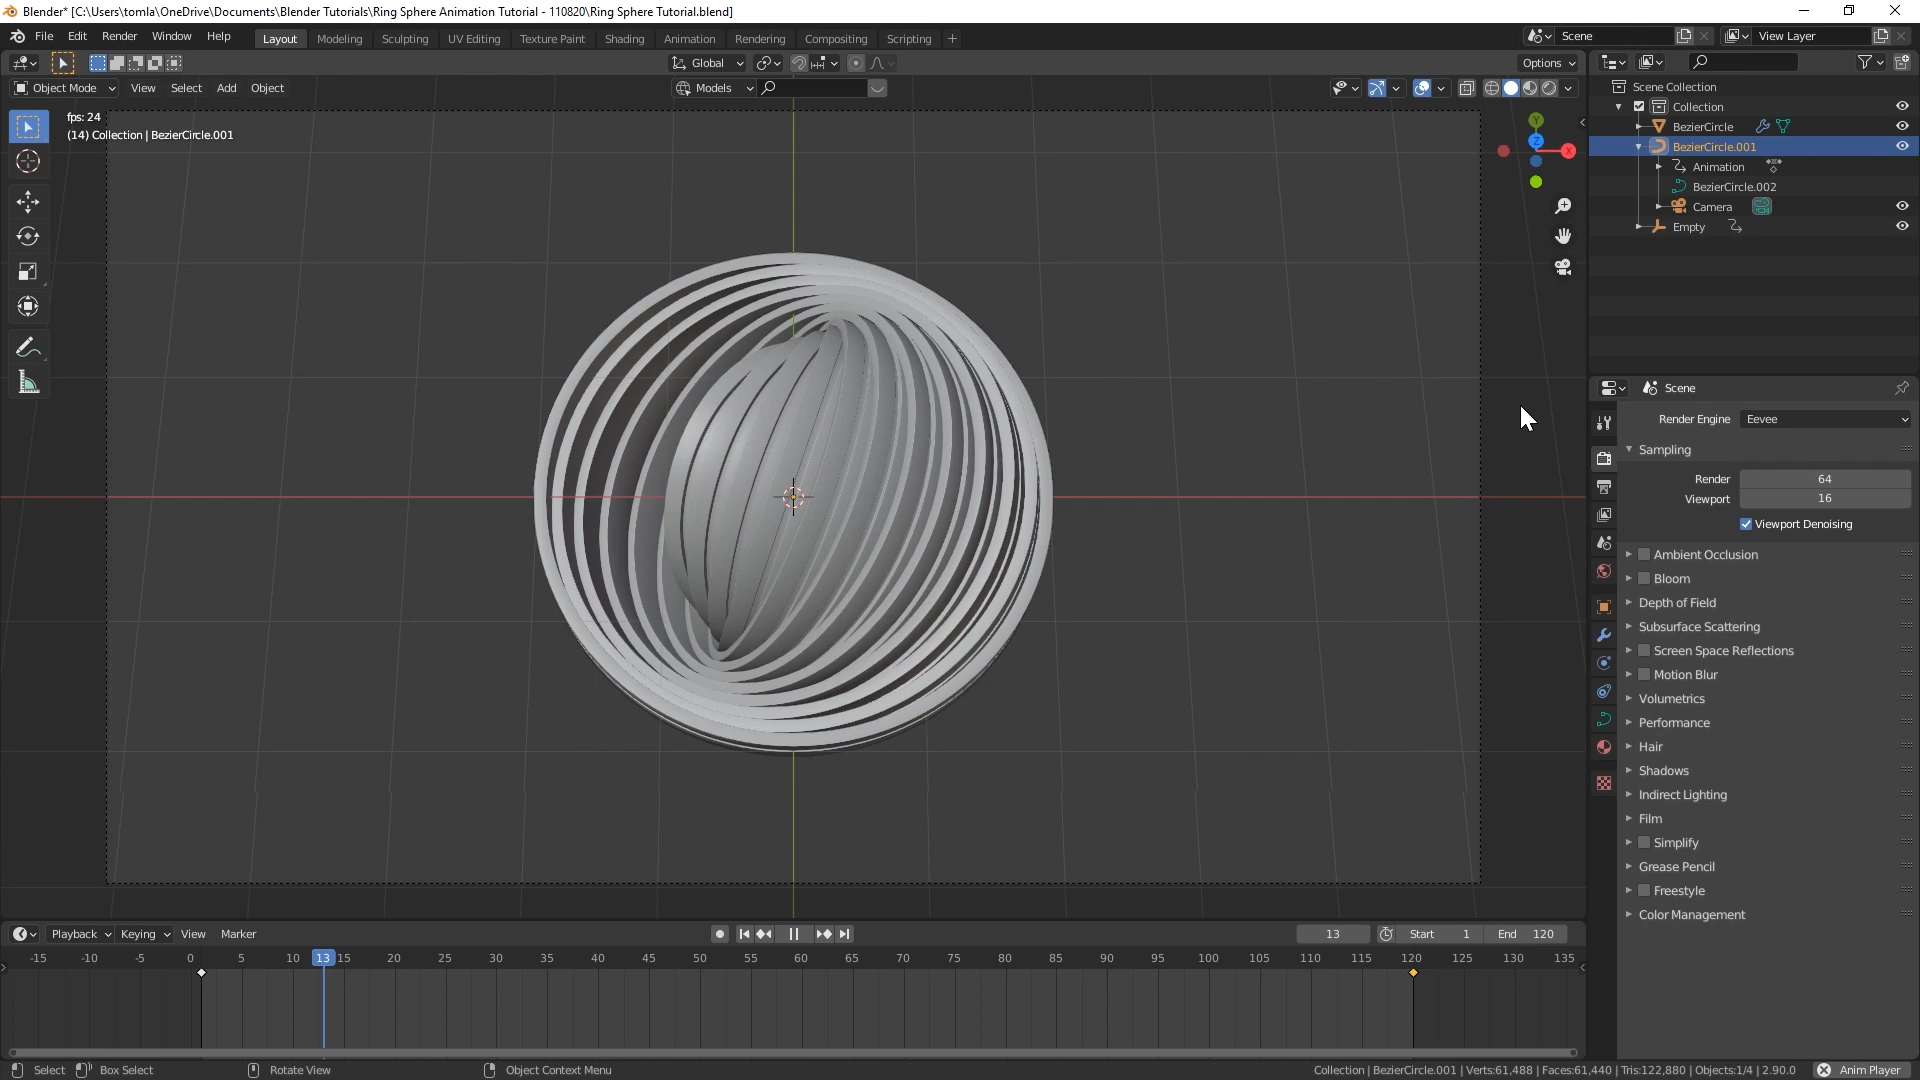 Blender* [C:\Users\tomla\OneDrive\Documents\Blender Tutorials\Ring Sphere Animation Tutorial - 110820\Ring Sphere Tutorial.blend]
File Edit Render Window Help Layout Modeling Sculpting UV Editing Texture Paint Shading Animation Rendering Compositing Scripting + Scene View Layer
Global Options
Object Mode View Select Add Object Models
fps: 24
(14) Collection | BezierCircle.001
Y
Z
X
Scene Collection
Collection
BezierCircle
BezierCircle.001
Animation
BezierCircle.002
Camera
Empty
Scene
Render Engine Eevee
Sampling
Render 64
Viewport 16
Viewport Denoising
Ambient Occlusion
Bloom
Depth of Field
Subsurface Scattering
Screen Space Reflections
Motion Blur
Volumetrics
Performance
Hair
Shadows
Indirect Lighting
Film
Simplify
Grease Pencil
Freestyle
Color Management
Playback Keying View Marker 13 Start 1 End 120
-15 -10 -5 0 5 10 13 15 20 25 30 35 40 45 50 55 60 65 70 75 80 85 90 95 100 105 110 115 120 125 130 135
Select Box Select Rotate View Object Context Menu Collection | BezierCircle.001 | Verts:61,488 | Faces:61,440 | Tris:122,880 | Objects:1/4 | 2.90.0 Anim Player